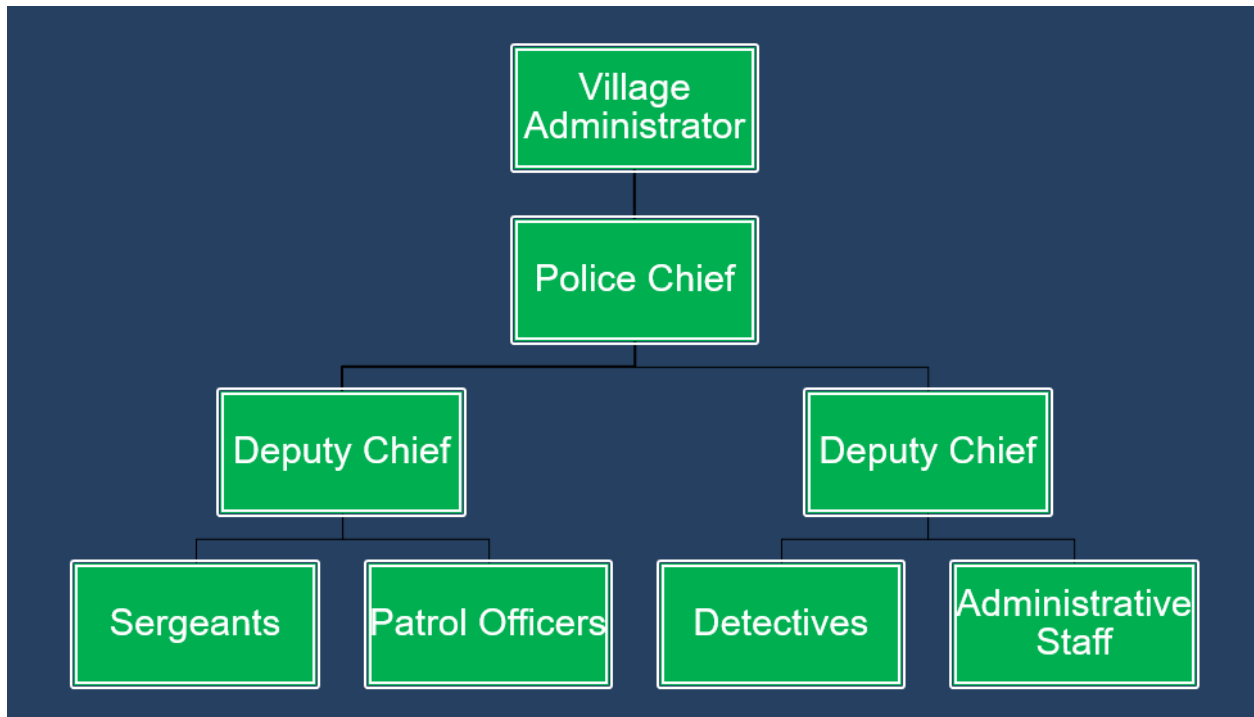 Village
Administrator
Police Chief
Deputy Chief
Deputy Chief
Sergeants
Patrol Officers
Detectives
Administrative
Staff